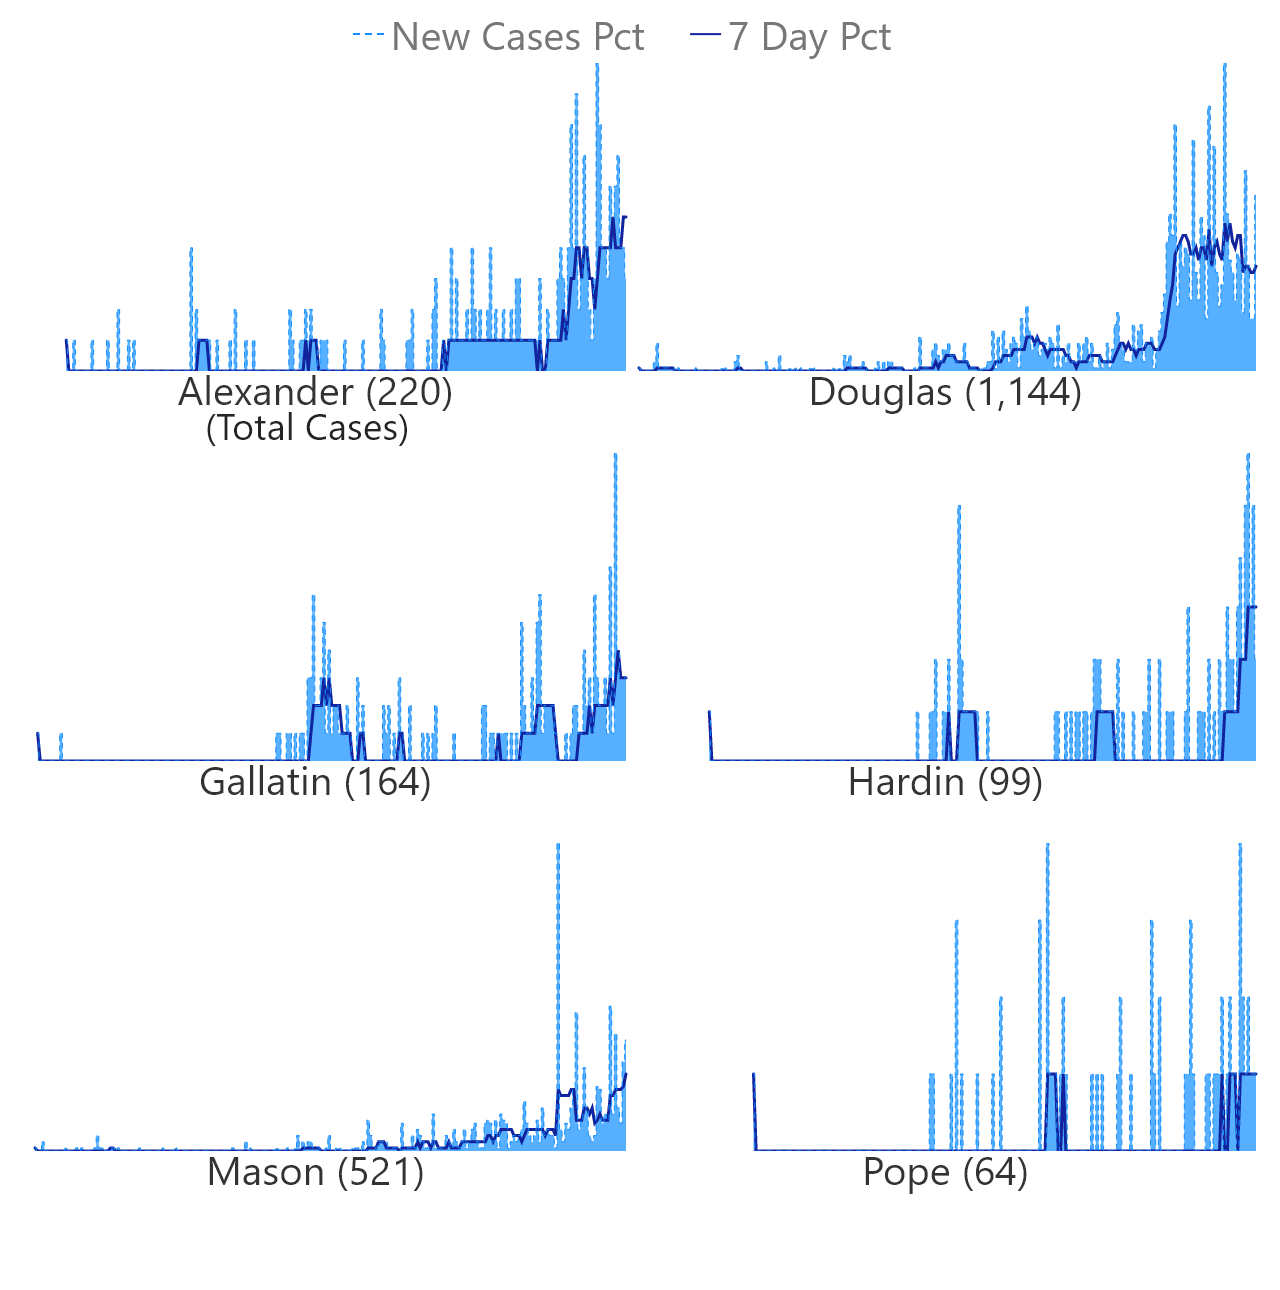 New Cases Pct 7 Day Pct
Alexander (220)
(Total Cases)
Douglas (1,144)
Gallatin (164)
Hardin (99)
Mason (521)
Pope (64)